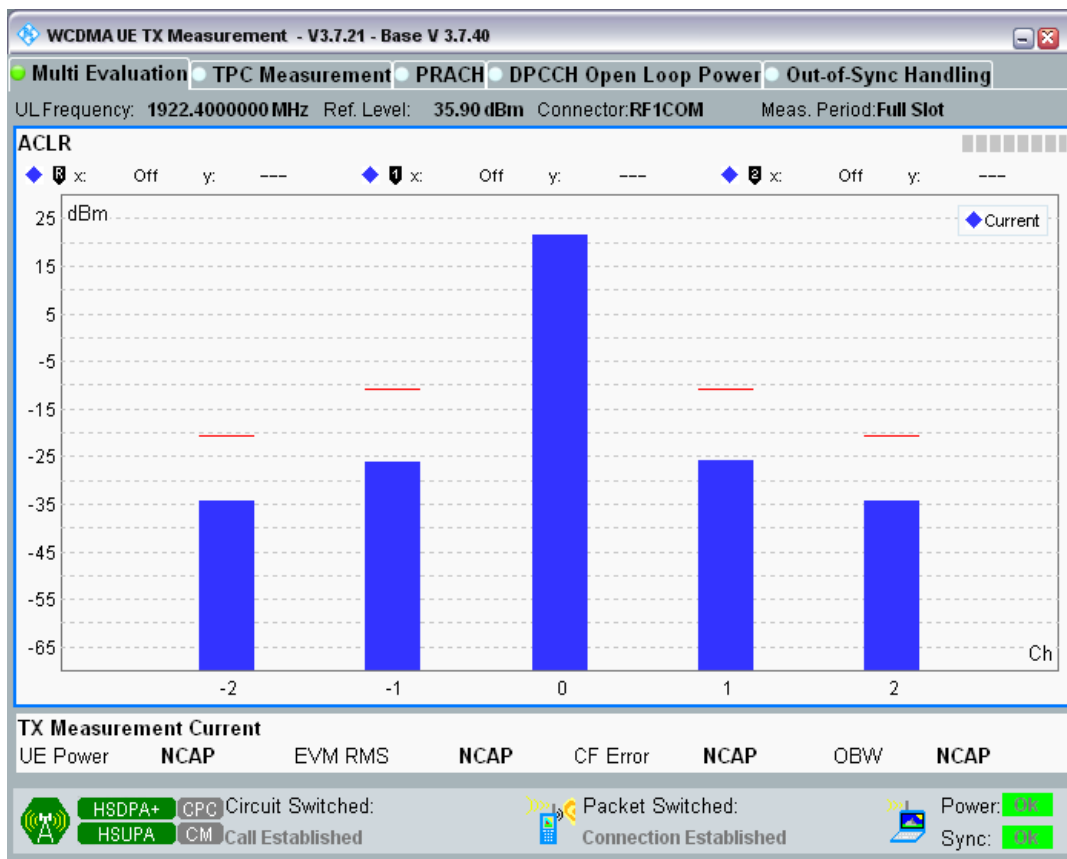 WCDMA UE TX Measurement - V3.7.21 - Base V 3.7.40
Multi Evaluation TPC Measurement PRACH DPCCH Open Loop Power Out-of-Sync Handling
UL Frequency: 1922.4000000 MHz Ref. Level: 35.90 dBm Connector:RF1COM Meas. Period:Full Slot
ACLR
R x: Off y: --- 1 x: Off y: --- 2 x: Off y: ---
dBm
Current
25
15
5
-5
-15
-25
-35
-45
-55
-65
Ch
-2 -1 0 1 2
TX Measurement Current
UE Power NCAP EVM RMS NCAP CF Error NCAP OBW NCAP
HSDPA+ CPC Circuit Switched: Packet Switched: Power: OK
HSUPA CM Call Established Connection Established Sync: OK